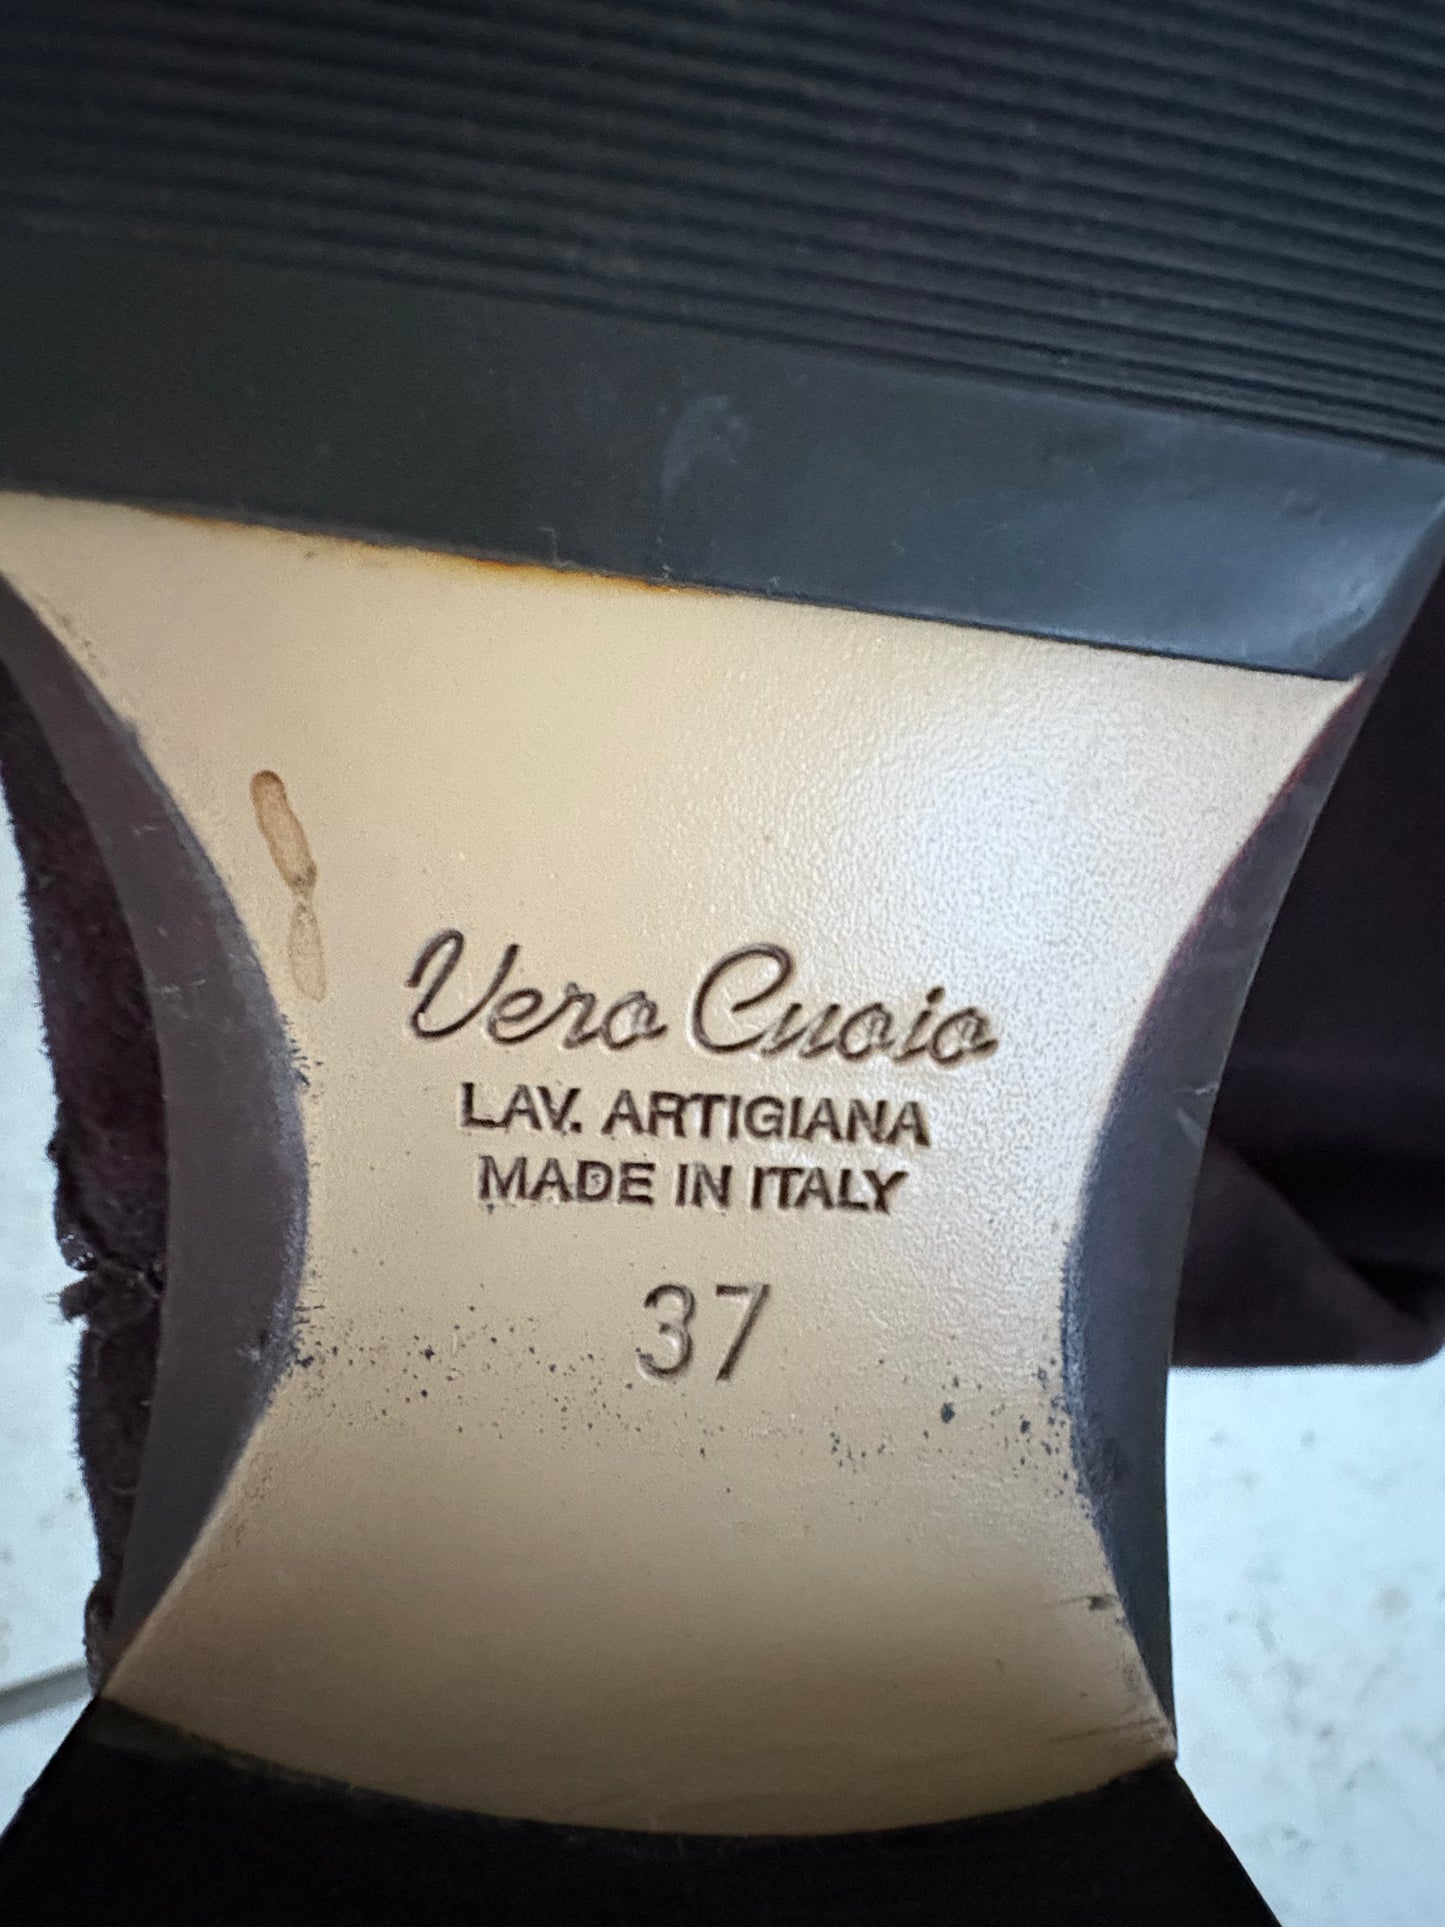 Vero Cuoio
LAV. ARTIGIANA
MADE IN ITALY
37